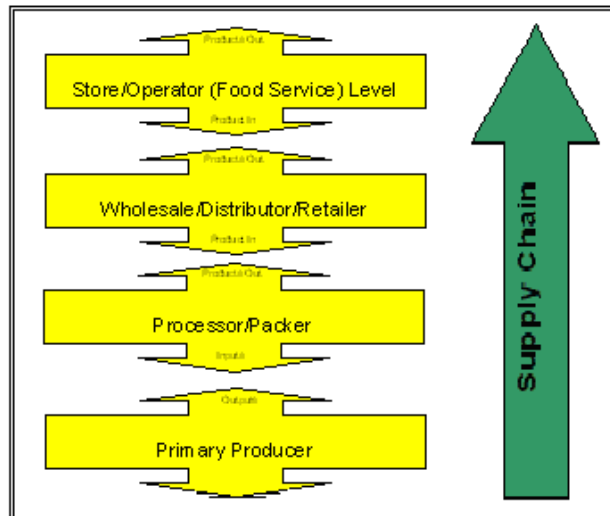 Products Out
Store/Operator (Food Service) Level
Product In
Products Out
Wholesale/Distributor/Retailer
Product In
Products Out
Processor/Packer
Inputs
Outputs
Primary Producer
Supply Chain